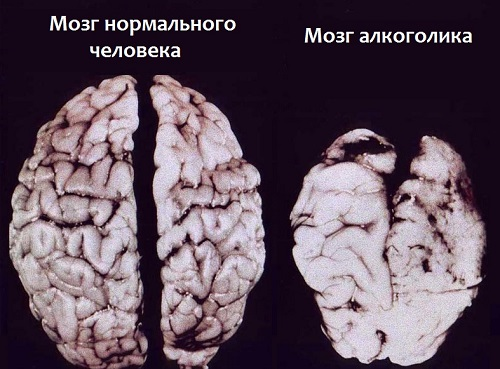 Мозг нормального
человека
Мозг алкоголика